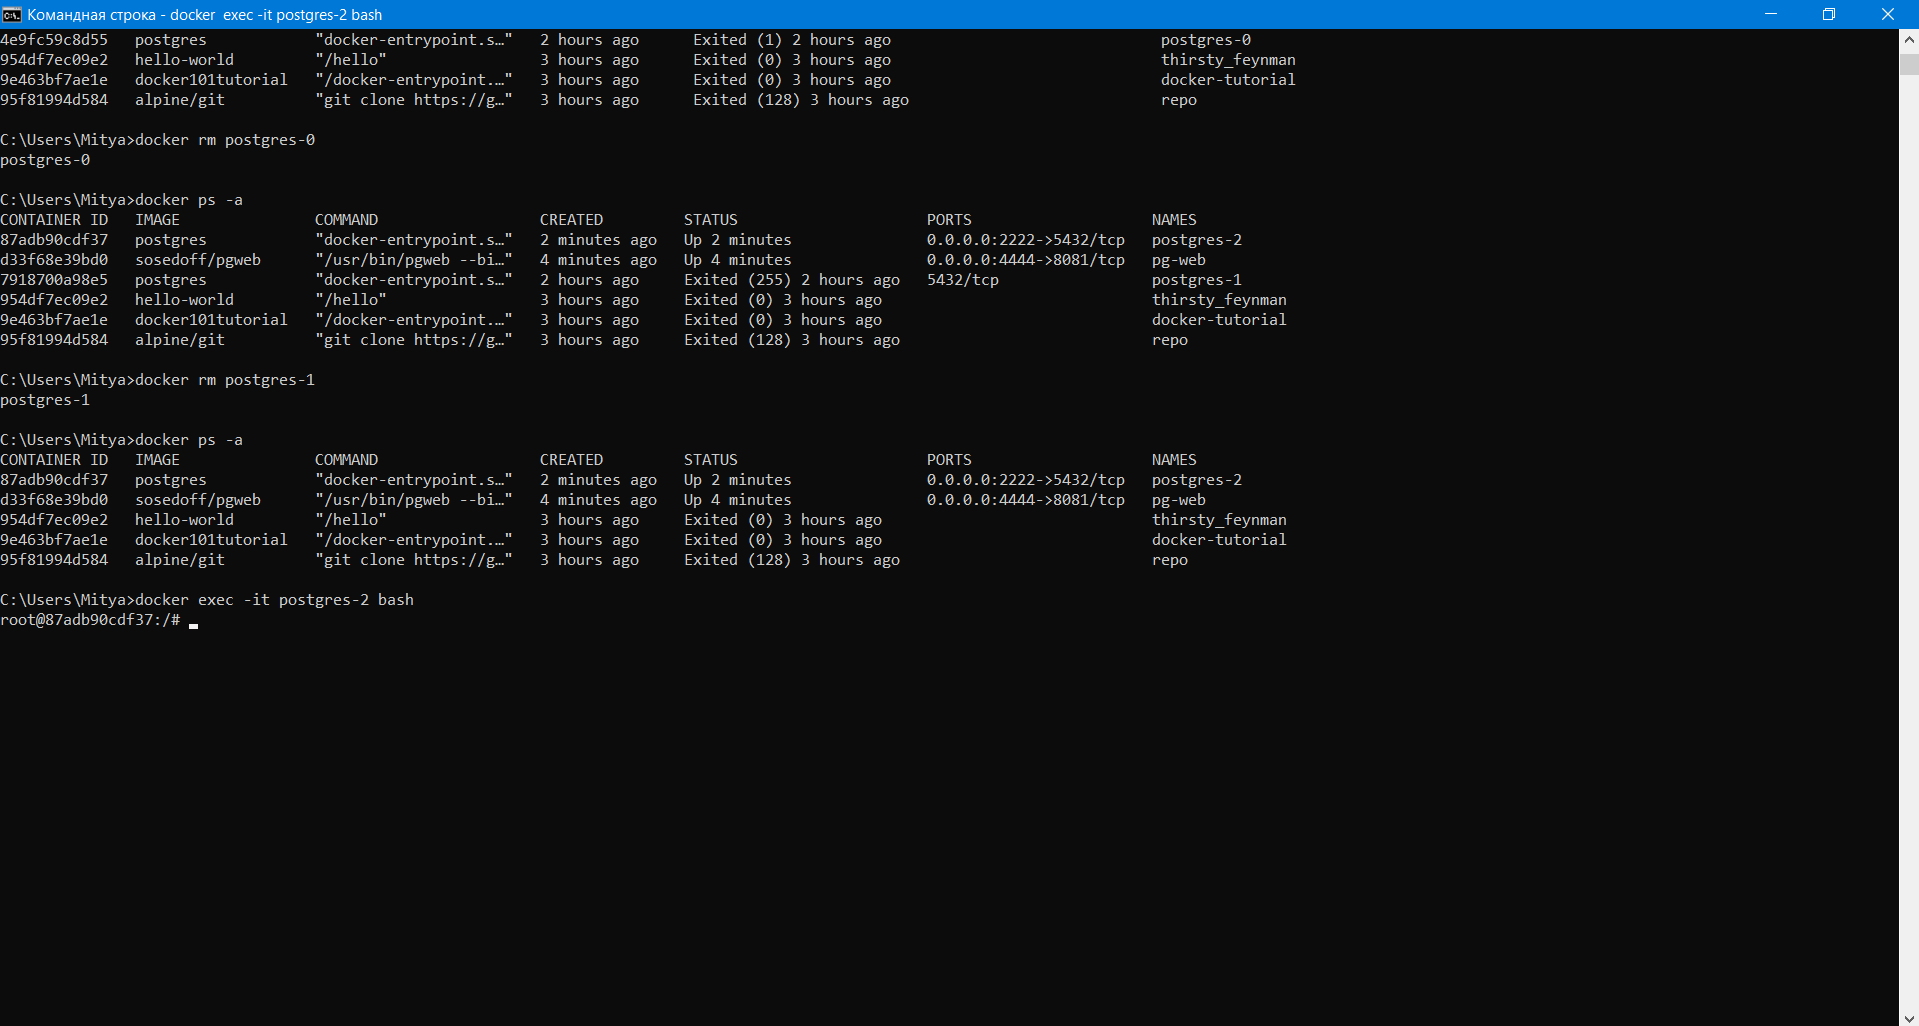 Командная строка - docker  exec -it postgres-2 bash
4e9fc59c8d55   postgres            "docker-entrypoint.s…"   2 hours ago      Exited (1) 2 hours ago                              postgres-0
954df7ec09e2   hello-world         "/hello"                 3 hours ago      Exited (0) 3 hours ago                              thirsty_feynman
9e463bf7ae1e   docker101tutorial   "/docker-entrypoint.…"   3 hours ago      Exited (0) 3 hours ago                              docker-tutorial
95f81994d584   alpine/git          "git clone https://g…"   3 hours ago      Exited (128) 3 hours ago                            repo

C:\Users\Mitya>docker rm postgres-0
postgres-0

C:\Users\Mitya>docker ps -a
CONTAINER ID   IMAGE               COMMAND                  CREATED         STATUS                     PORTS                    NAMES
87adb90cdf37   postgres            "docker-entrypoint.s…"   2 minutes ago   Up 2 minutes               0.0.0.0:2222->5432/tcp   postgres-2
d33f68e39bd0   sosedoff/pgweb      "/usr/bin/pgweb --bi…"   4 minutes ago   Up 4 minutes               0.0.0.0:4444->8081/tcp   pg-web
7918700a98e5   postgres            "docker-entrypoint.s…"   2 hours ago     Exited (255) 2 hours ago   5432/tcp                 postgres-1
954df7ec09e2   hello-world         "/hello"                 3 hours ago     Exited (0) 3 hours ago                              thirsty_feynman
9e463bf7ae1e   docker101tutorial   "/docker-entrypoint.…"   3 hours ago     Exited (0) 3 hours ago                              docker-tutorial
95f81994d584   alpine/git          "git clone https://g…"   3 hours ago     Exited (128) 3 hours ago                            repo

C:\Users\Mitya>docker rm postgres-1
postgres-1

C:\Users\Mitya>docker ps -a
CONTAINER ID   IMAGE               COMMAND                  CREATED         STATUS                     PORTS                    NAMES
87adb90cdf37   postgres            "docker-entrypoint.s…"   2 minutes ago   Up 2 minutes               0.0.0.0:2222->5432/tcp   postgres-2
d33f68e39bd0   sosedoff/pgweb      "/usr/bin/pgweb --bi…"   4 minutes ago   Up 4 minutes               0.0.0.0:4444->8081/tcp   pg-web
954df7ec09e2   hello-world         "/hello"                 3 hours ago     Exited (0) 3 hours ago                              thirsty_feynman
9e463bf7ae1e   docker101tutorial   "/docker-entrypoint.…"   3 hours ago     Exited (0) 3 hours ago                              docker-tutorial
95f81994d584   alpine/git          "git clone https://g…"   3 hours ago     Exited (128) 3 hours ago                            repo

C:\Users\Mitya>docker exec -it postgres-2 bash
root@87adb90cdf37:/#